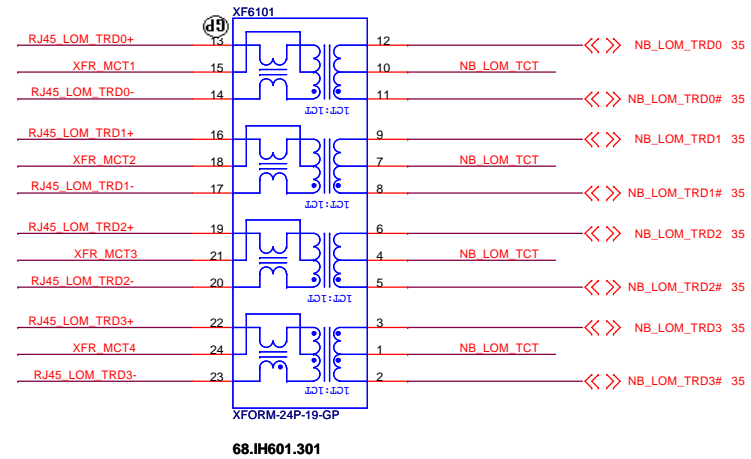 XF6101
GP
RJ45_LOM_TRD0+ 13 12 NB_LOM_TRD0 35
XFR_MCT1 15 10 NB_LOM_TCT
RJ45_LOM_TRD0- 14 11 NB_LOM_TRD0# 35
1CT:1CT
RJ45_LOM_TRD1+ 16 9 NB_LOM_TRD1 35
XFR_MCT2 18 7 NB_LOM_TCT
RJ45_LOM_TRD1- 17 8 NB_LOM_TRD1# 35
1CT:1CT
RJ45_LOM_TRD2+ 19 6 NB_LOM_TRD2 35
XFR_MCT3 21 4 NB_LOM_TCT
RJ45_LOM_TRD2- 20 5 NB_LOM_TRD2# 35
1CT:1CT
RJ45_LOM_TRD3+ 22 3 NB_LOM_TRD3 35
XFR_MCT4 24 1 NB_LOM_TCT
RJ45_LOM_TRD3- 23 2 NB_LOM_TRD3# 35
1CT:1CT
XFORM-24P-19-GP
68.IH601.301